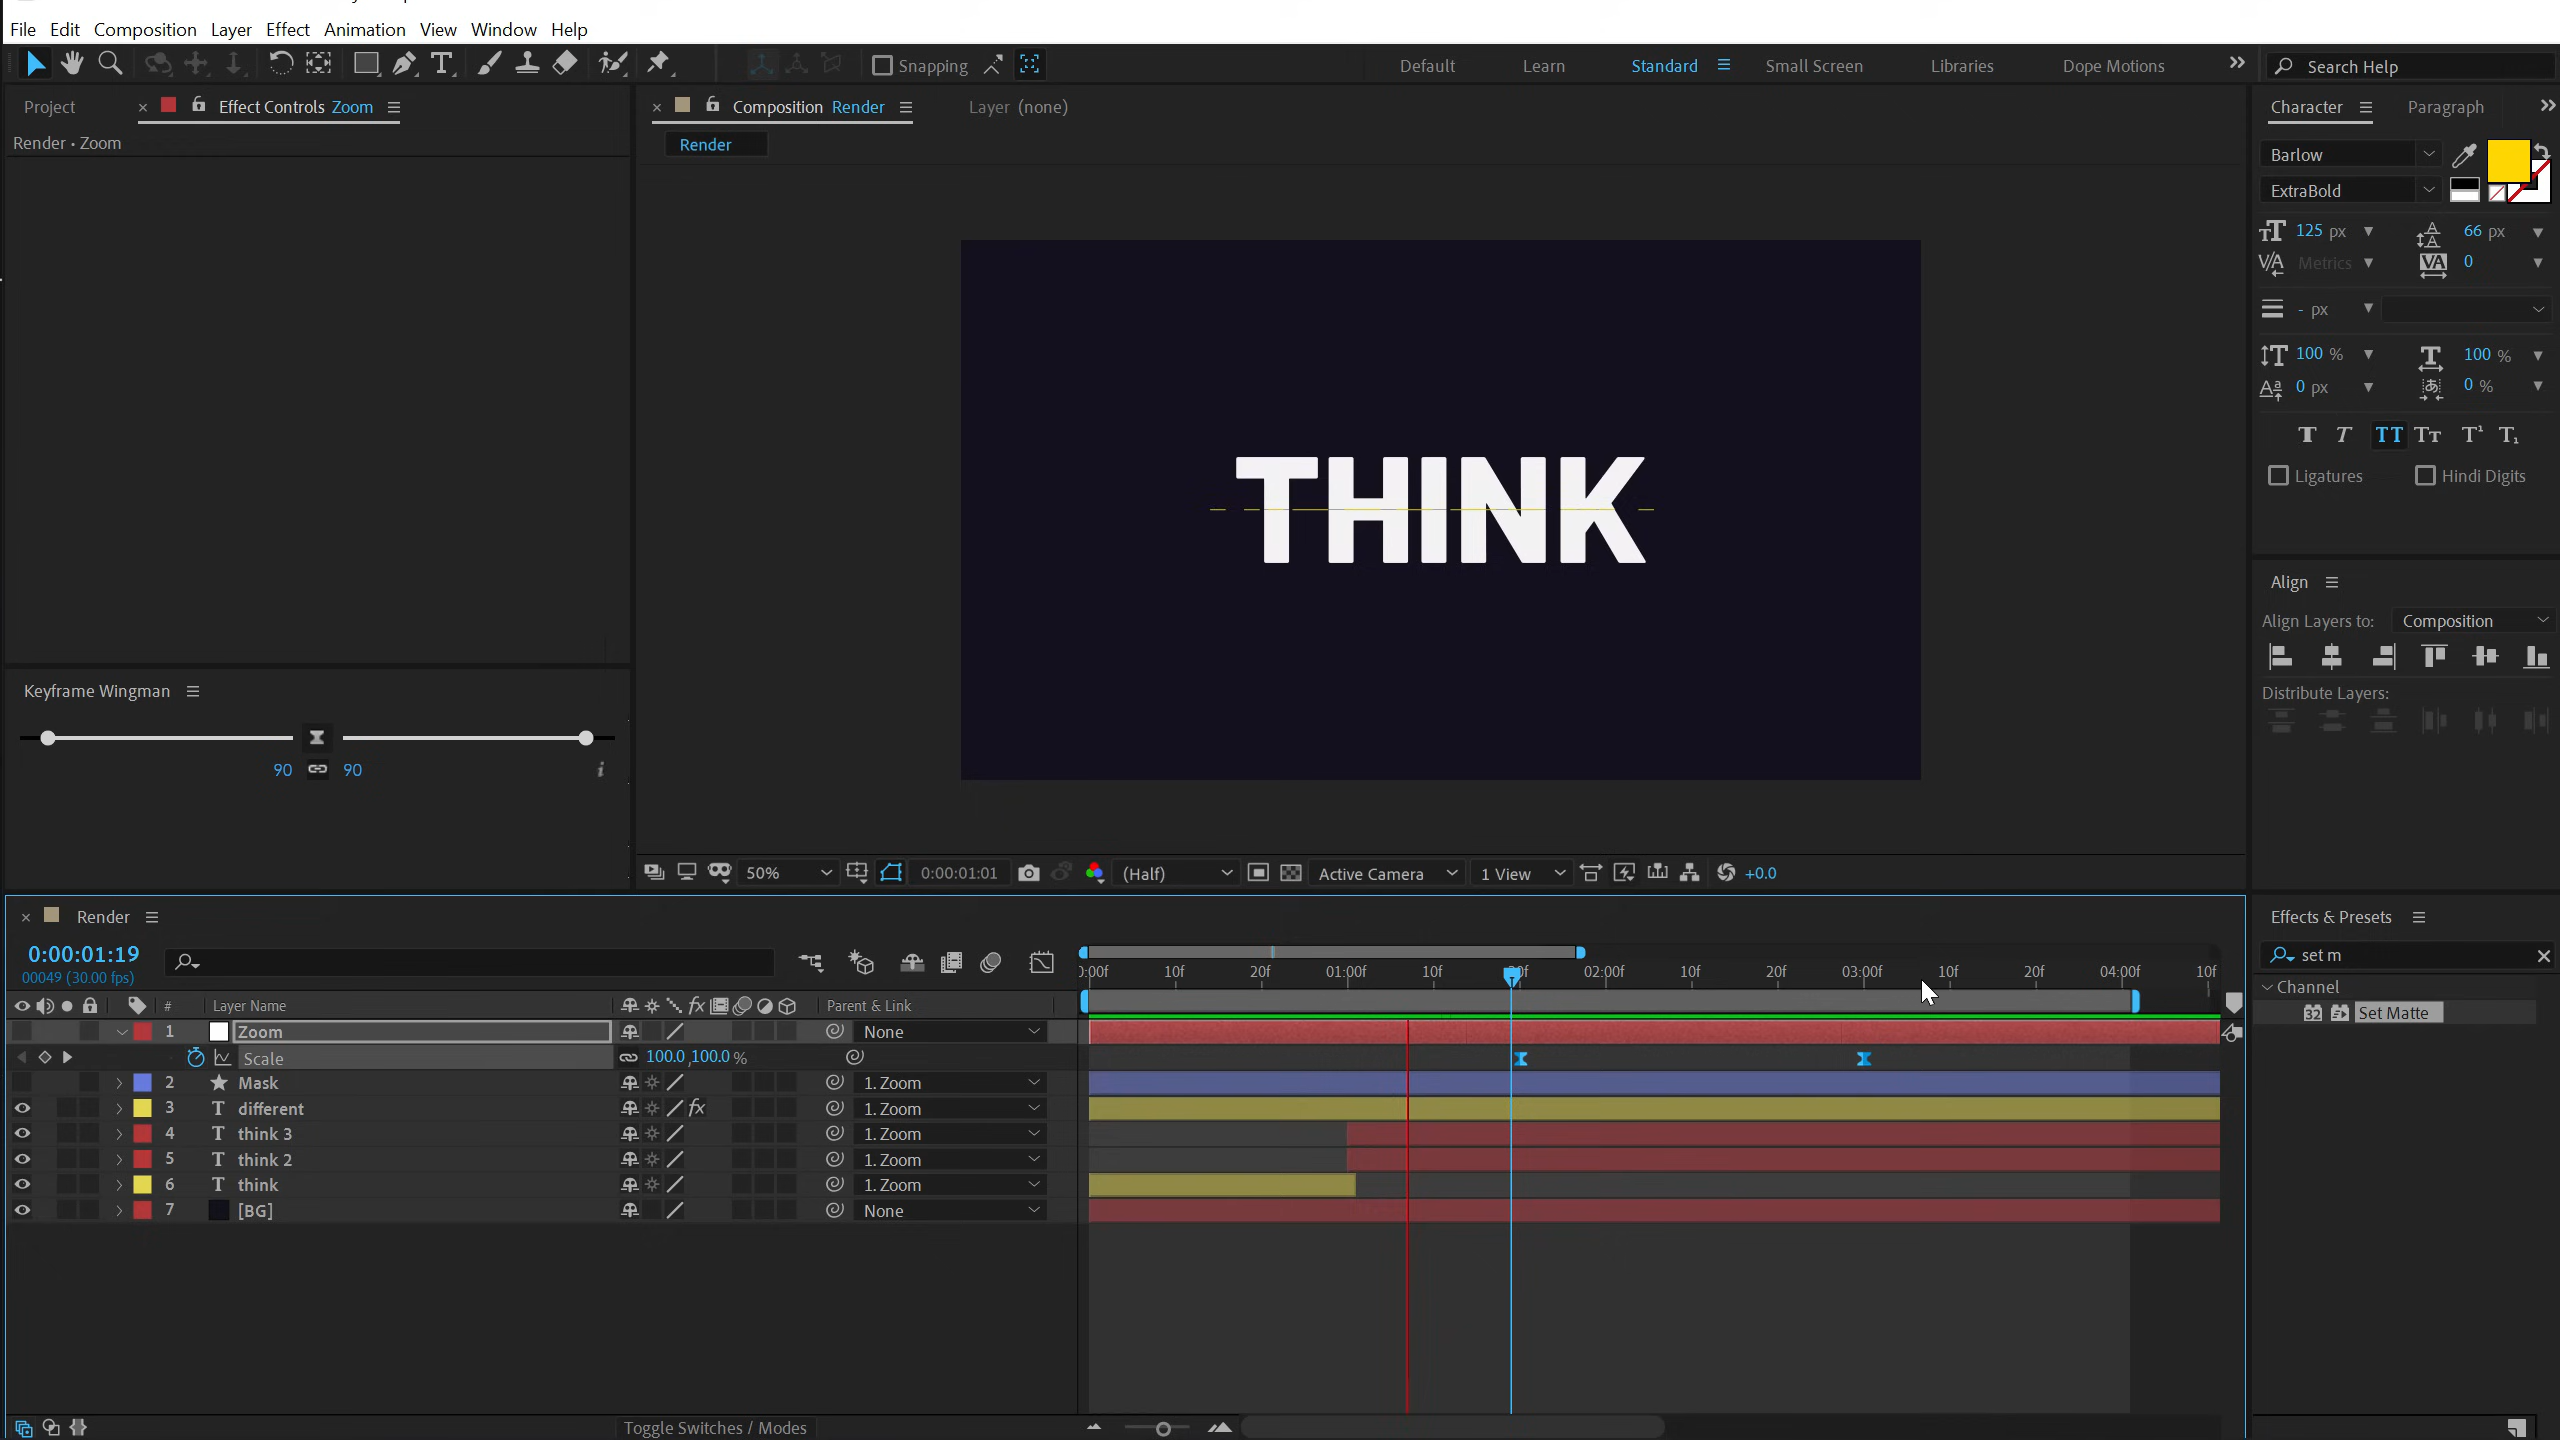 File Edit Composition Layer Effect Animation View Window Help
Snapping Default Learn Standard Small Screen Libraries Dope Motions Search Help
Project Effect Controls Zoom
Composition Render Layer (none)
Character Paragraph
Render • Zoom
Render
Barlow
ExtraBold
125 px 66 px
Metrics 0
- px
100 % 100 %
0 px 0 %
Ligatures Hindi Digits
THINK
Align
Align Layers to: Composition
Distribute Layers:
Keyframe Wingman
90 90
50% 0:00:01:01 (Half) Active Camera 1 View +0.0
Render
Effects & Presets
0:00:01:19
00049 (30.00 fps)
set m
:00f 10f 20f 01:00f 10f 20f 02:00f 10f 20f 03:00f 10f 20f 04:00f 10f
Channel
# Layer Name fx Parent & Link
32 Set Matte
1 Zoom None
Scale 100.0,100.0 %
2 Mask 1. Zoom
3 T different fx 1. Zoom
4 T think 3 1. Zoom
5 T think 2 1. Zoom
6 T think 1. Zoom
7 [BG] None
Toggle Switches / Modes